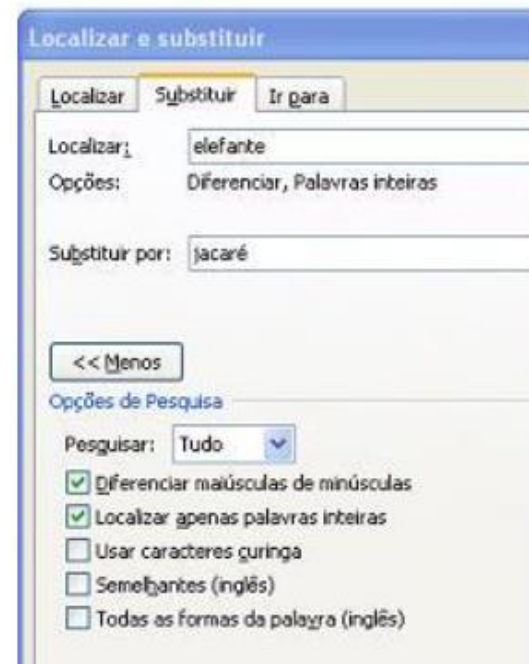 Localizar e substituir
Localizar Substituir Ir para
Localizar: elefante
Opções: Diferenciar, Palavras inteiras
Substituir por: jacaré
<< Menos
Opções de Pesquisa
Pesquisar: Tudo
Diferenciar maiúsculas de minúsculas
Localizar apenas palavras inteiras
Usar caracteres curinga
Semelhantes (inglês)
Todas as formas da palavra (inglês)